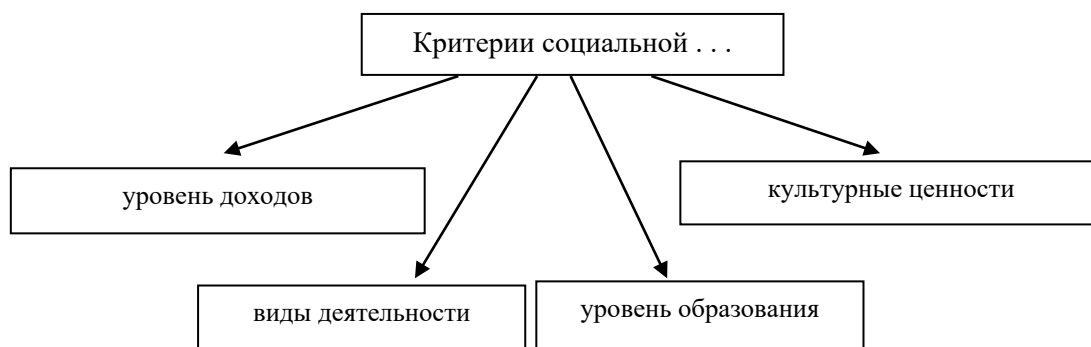 Критерии социальной . . .
уровень доходов
культурные ценности
виды деятельности
уровень образования